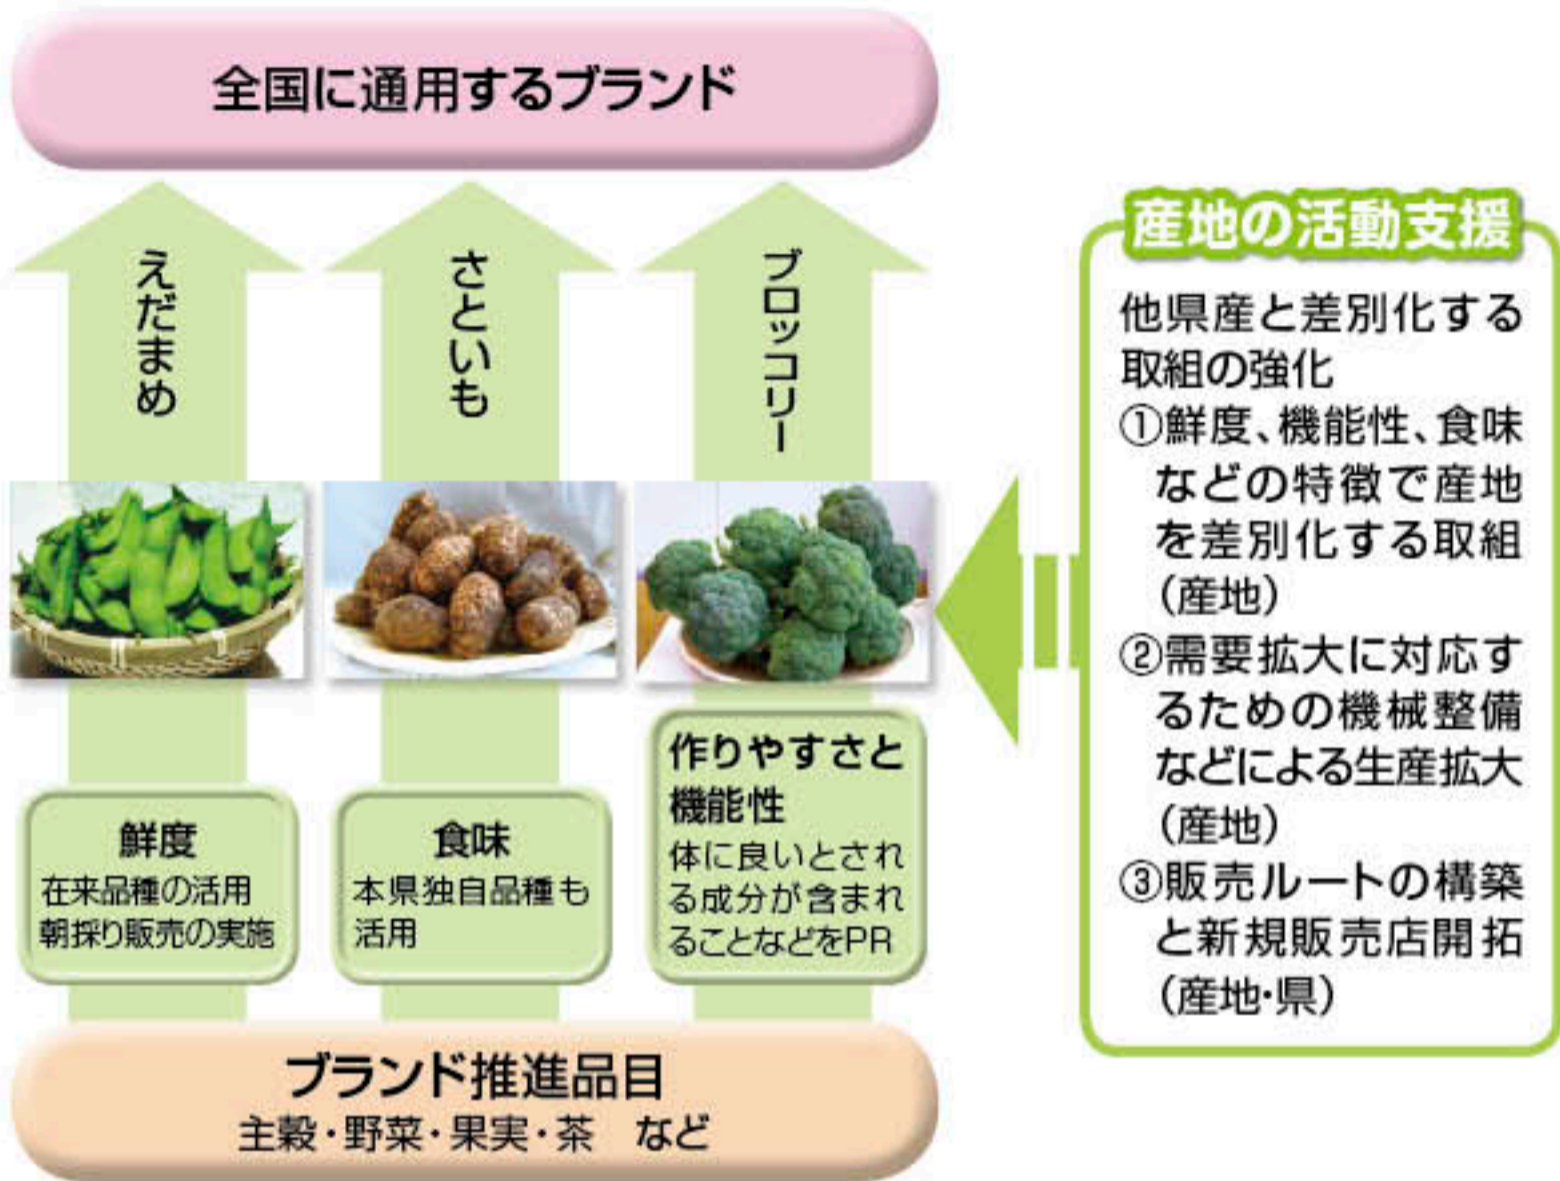 全国に通用するブランド
えだまめ
さといも
ブロッコリー
鮮度
在来品種の活用
朝採り販売の実施
食味
本県独自品種も
活用
作りやすさと
機能性
体に良いとされ
る成分が含まれ
ることなどをPR
ブランド推進品目
主穀・野菜・果実・茶　など
産地の活動支援
他県産と差別化する
取組の強化
①鮮度、機能性、食味
などの特徴で産地
を差別化する取組
（産地）
②需要拡大に対応す
るための機械整備
などによる生産拡大
（産地）
③販売ルートの構築
と新規販売店開拓
（産地・県）